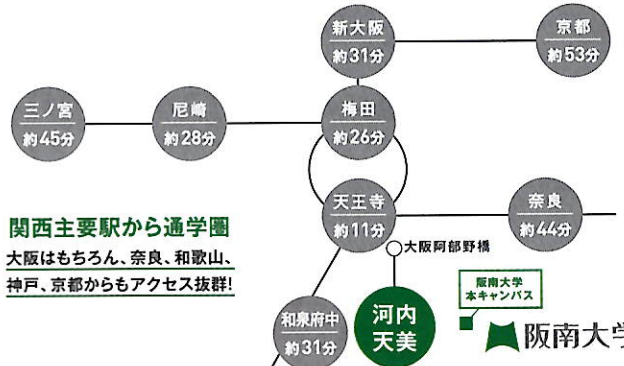 新大阪
約31分
京都
約53分
三ノ宮
約45分
尼崎
約28分
梅田
約26分
天王寺
約11分
奈良
約44分
関西主要駅から通学圏
大阪はもちろん、奈良、和歌山、
神戸、京都からもアクセス抜群!
大阪阿部野橋
和泉府中
約31分
河内
天美
阪南大学
本キャンパス
阪南大学